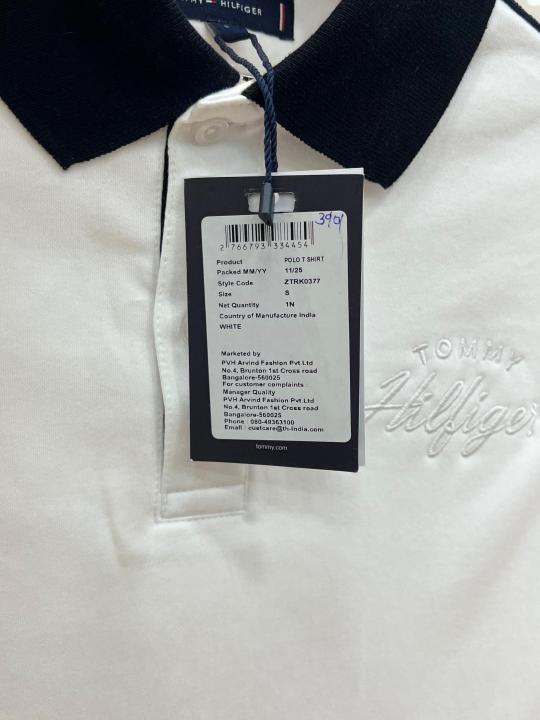 HILFIGER
390/
2 766793 334454
Product POLO T SHIRT
Packed MM/YY 11/25
Style Code ZTRK0377
Size S
Net Quantity 1N
Country of Manufacture India
WHITE
Marketed by
PVH Arvind Fashion Pvt.Ltd
No.4, Brunton 1st Cross road
Bangalore-560025
For customer complaints :
Manager Quality
PVH Arvind Fashion Pvt.Ltd
No.4, Brunton 1st Cross road
Bangalore-560025
Phone : 080-49363100
Email : custcare@th-india.com
tommy.com
TOMMY
Hilfiger